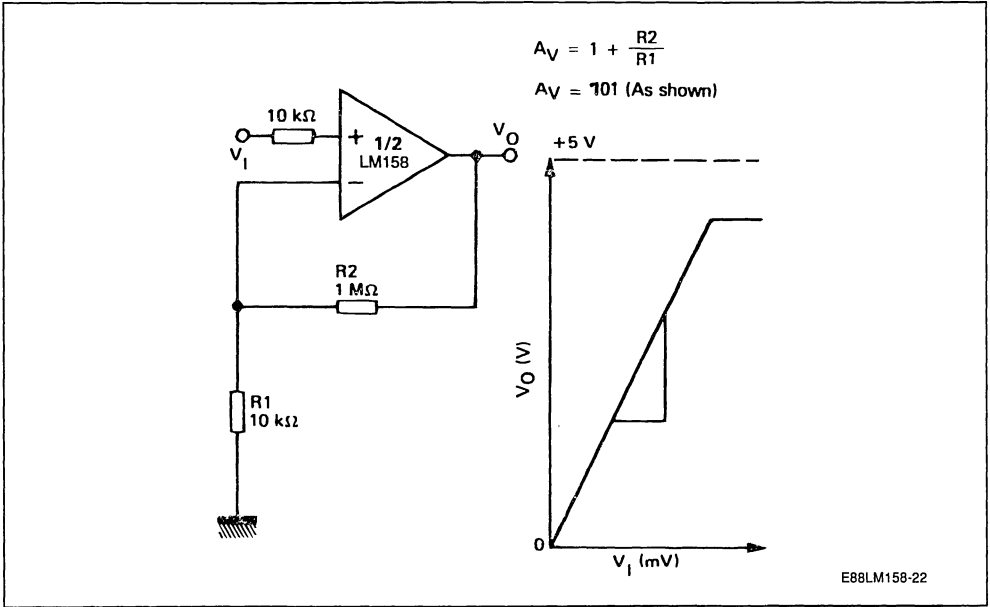 A_V = 1 + R2/R1
A_V = 101 (As shown)
10 kΩ
V_I
+
1/2
LM158
−
V_O
R2
1 MΩ
R1
10 kΩ
+5 V
V_O (V)
0
V_I (mV)
E88LM158-22